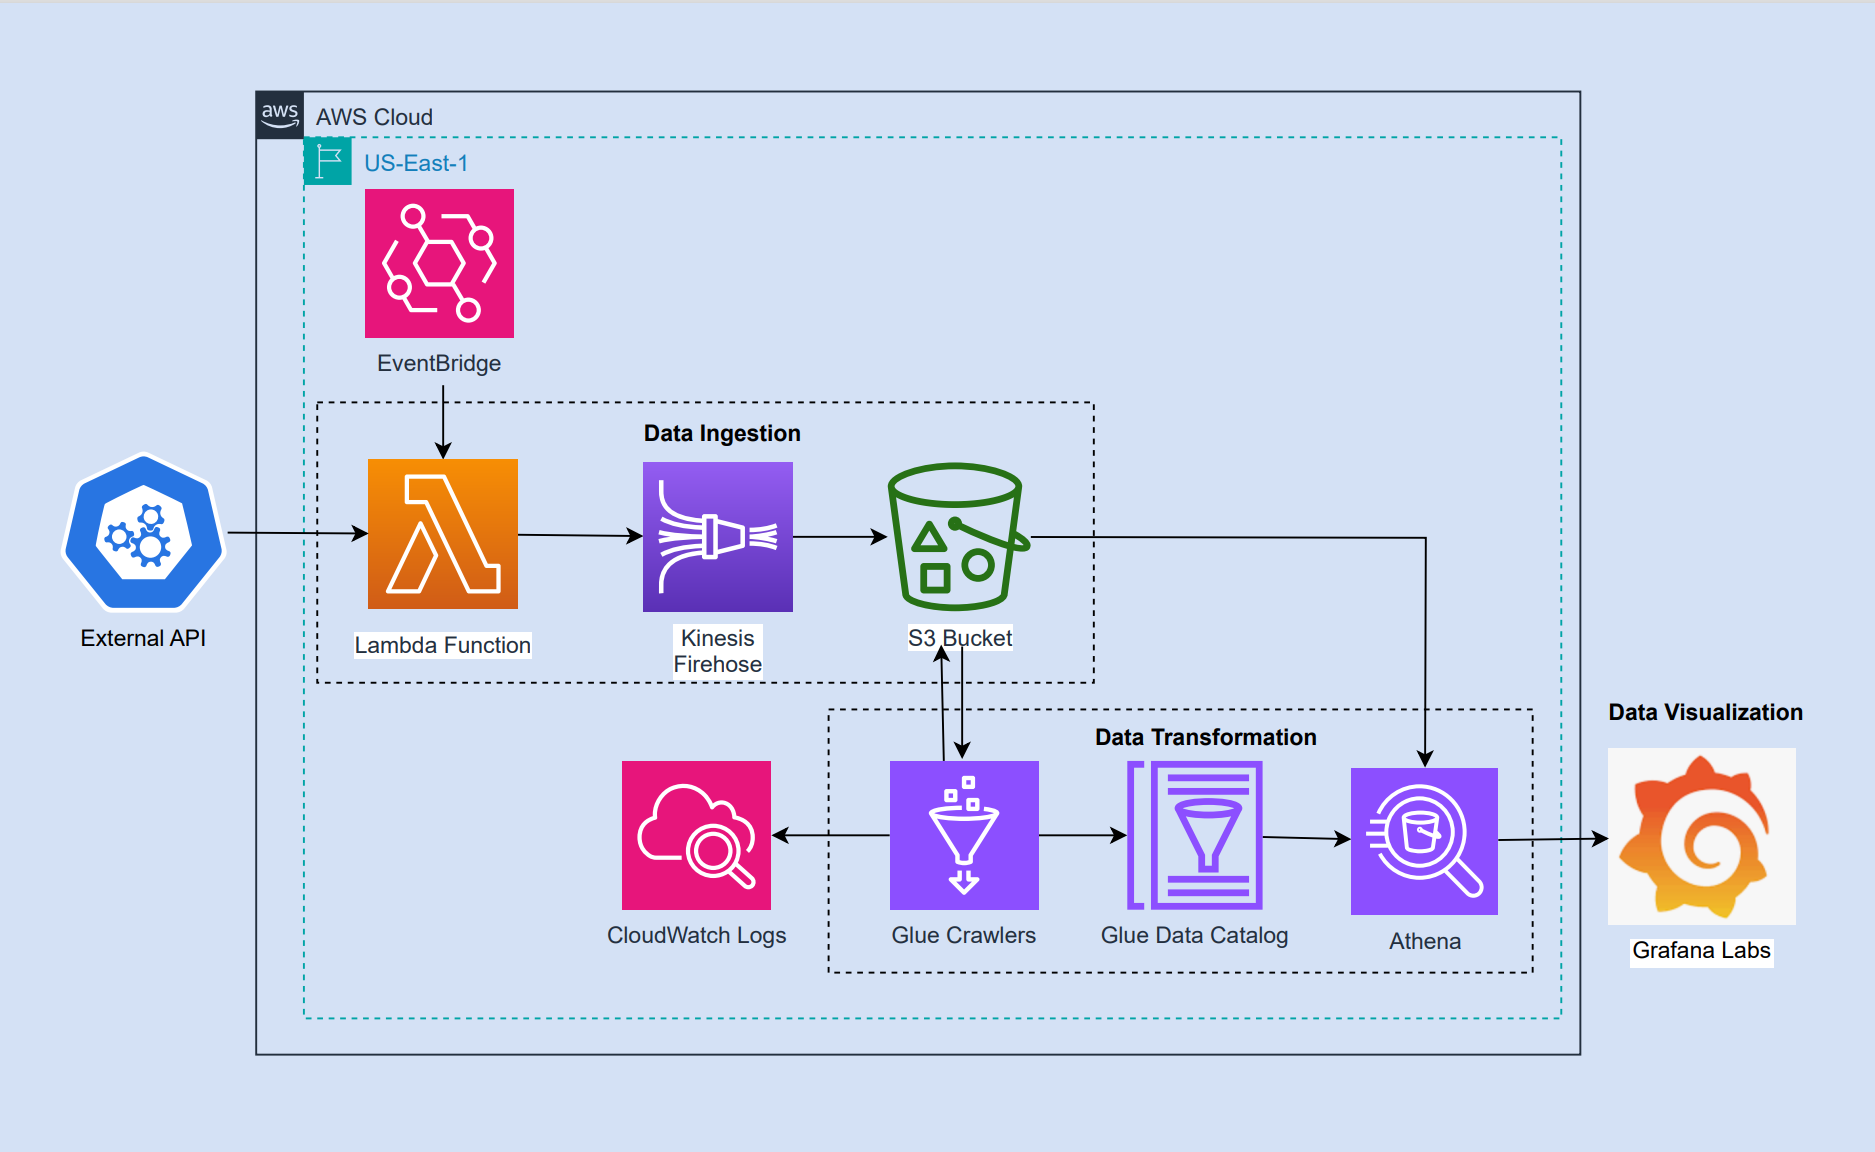 aws
AWS Cloud
US-East-1
EventBridge
Data Ingestion
External API
Lambda Function
Kinesis
Firehose
S3 Bucket
Data Transformation
Data Visualization
CloudWatch Logs
Glue Crawlers
Glue Data Catalog
Athena
Grafana Labs